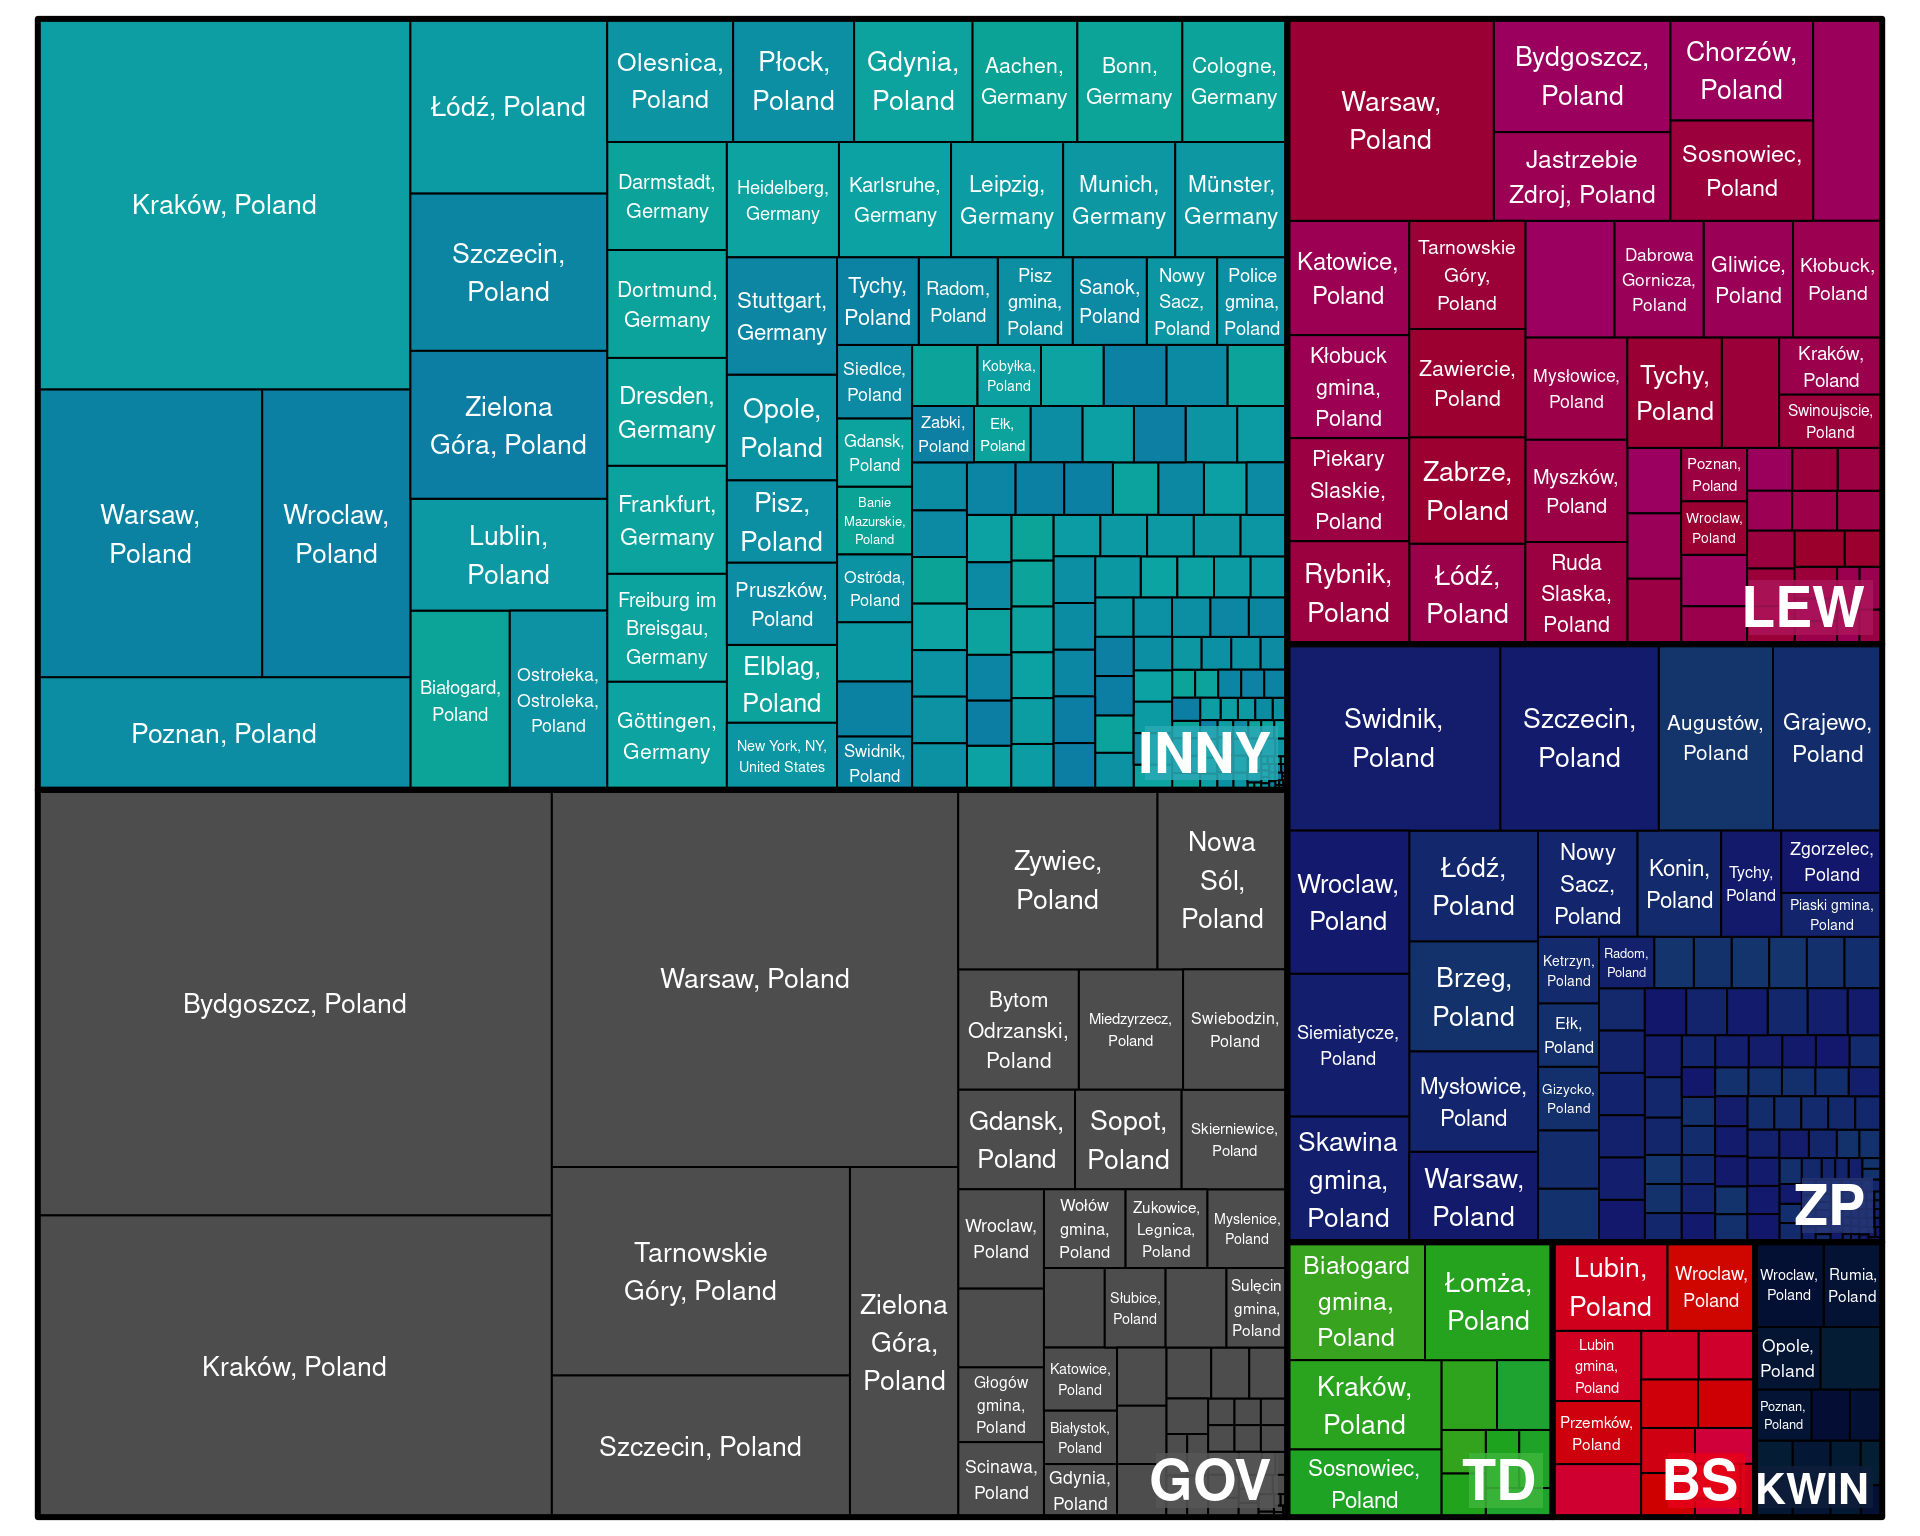 Kraków, Poland
Łódź, Poland
Szczecin,
Poland
Zielona
Góra, Poland
Warsaw,
Poland
Wroclaw,
Poland
Lublin,
Poland
Poznan, Poland
Białogard,
Poland
Ostrołeka,
Ostroleka,
Poland
Olesnica,
Poland
Płock,
Poland
Gdynia,
Poland
Aachen,
Germany
Bonn,
Germany
Cologne,
Germany
Darmstadt,
Germany
Heidelberg,
Germany
Karlsruhe,
Germany
Leipzig,
Germany
Munich,
Germany
Münster,
Germany
Dortmund,
Germany
Dresden,
Germany
Frankfurt,
Germany
Freiburg im
Breisgau,
Germany
Göttingen,
Germany
Stuttgart,
Germany
Opole,
Poland
Pisz,
Poland
Pruszków,
Poland
Elblag,
Poland
New York, NY,
United States
Tychy,
Poland
Radom,
Poland
Pisz
gmina,
Poland
Sanok,
Poland
Nowy
Sacz,
Poland
Police
gmina,
Poland
Siedlce,
Poland
Kobyłka,
Poland
Gdansk,
Poland
Zabki,
Poland
Ełk,
Poland
Banie
Mazurskie,
Poland
Ostróda,
Poland
Swidnik,
Poland
INNY
Warsaw,
Poland
Bydgoszcz,
Poland
Chorzów,
Poland
Jastrzebie
Zdroj, Poland
Sosnowiec,
Poland
Katowice,
Poland
Tarnowskie
Góry,
Poland
Dabrowa
Gornicza,
Poland
Gliwice,
Poland
Kłobuck,
Poland
Kłobuck
gmina,
Poland
Zawiercie,
Poland
Mysłowice,
Poland
Tychy,
Poland
Kraków,
Poland
Swinoujscie,
Poland
Piekary
Slaskie,
Poland
Zabrze,
Poland
Myszków,
Poland
Poznan,
Poland
Wroclaw,
Poland
Rybnik,
Poland
Łódź,
Poland
Ruda
Slaska,
Poland
LEW
Bydgoszcz, Poland
Kraków, Poland
Warsaw, Poland
Tarnowskie
Góry, Poland
Szczecin, Poland
Zielona
Góra,
Poland
Zywiec,
Poland
Nowa
Sól,
Poland
Bytom
Odrzanski,
Poland
Miedzyrzecz,
Poland
Swiebodzin,
Poland
Gdansk,
Poland
Sopot,
Poland
Skierniewice,
Poland
Wroclaw,
Poland
Wołów
gmina,
Poland
Zukowice,
Legnica,
Poland
Myslenice,
Poland
Słubice,
Poland
Sulęcin
gmina,
Poland
Głogów
gmina,
Poland
Katowice,
Poland
Białystok,
Poland
Scinawa,
Poland
Gdynia,
Poland
GOV
Swidnik,
Poland
Szczecin,
Poland
Augustów,
Poland
Grajewo,
Poland
Wroclaw,
Poland
Łódź,
Poland
Nowy
Sacz,
Poland
Konin,
Poland
Tychy,
Poland
Zgorzelec,
Poland
Piaski gmina,
Poland
Brzeg,
Poland
Ketrzyn,
Poland
Radom,
Poland
Siemiatycze,
Poland
Ełk,
Poland
Mysłowice,
Poland
Gizycko,
Poland
Skawina
gmina,
Poland
Warsaw,
Poland
ZP
Białogard
gmina,
Poland
Łomża,
Poland
Kraków,
Poland
Sosnowiec,
Poland
TD
Lubin,
Poland
Wroclaw,
Poland
Lubin
gmina,
Poland
Przemków,
Poland
BS
Wroclaw,
Poland
Rumia,
Poland
Opole,
Poland
Poznan,
Poland
KWIN